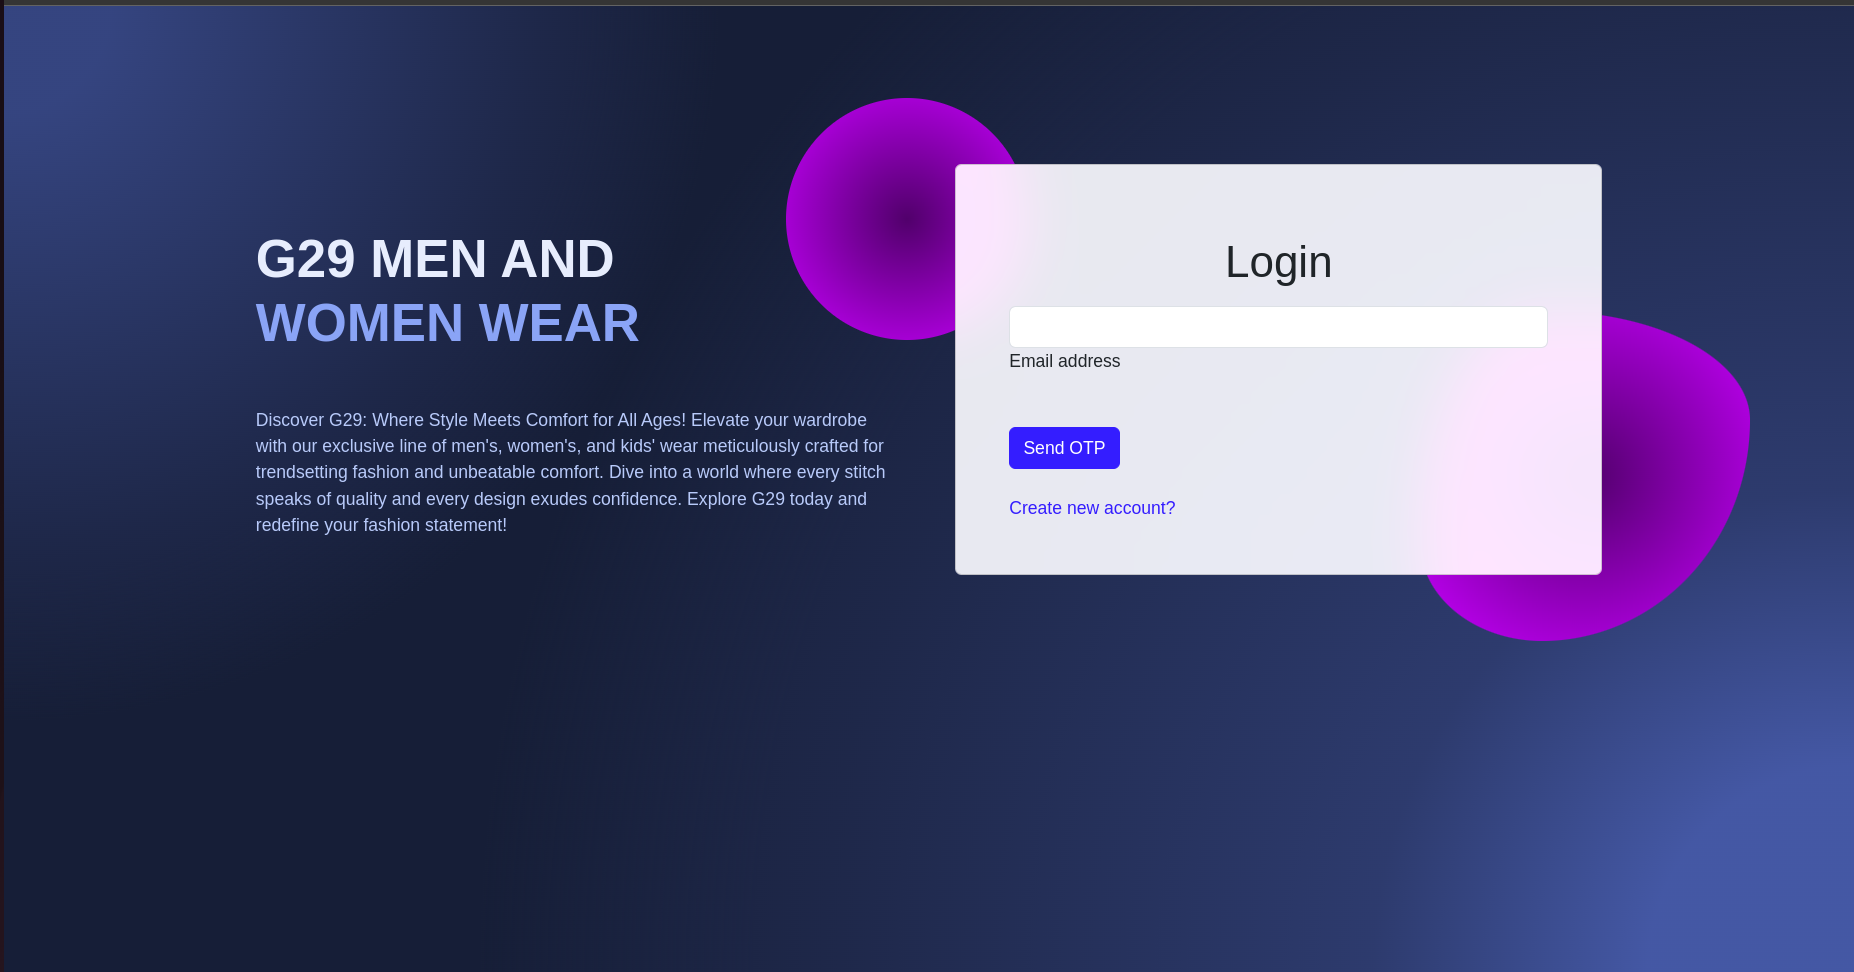 G29 MEN AND
WOMEN WEAR
Discover G29: Where Style Meets Comfort for All Ages! Elevate your wardrobe
with our exclusive line of men's, women's, and kids' wear meticulously crafted for
trendsetting fashion and unbeatable comfort. Dive into a world where every stitch
speaks of quality and every design exudes confidence. Explore G29 today and
redefine your fashion statement!
Login
Email address
Send OTP
Create new account?